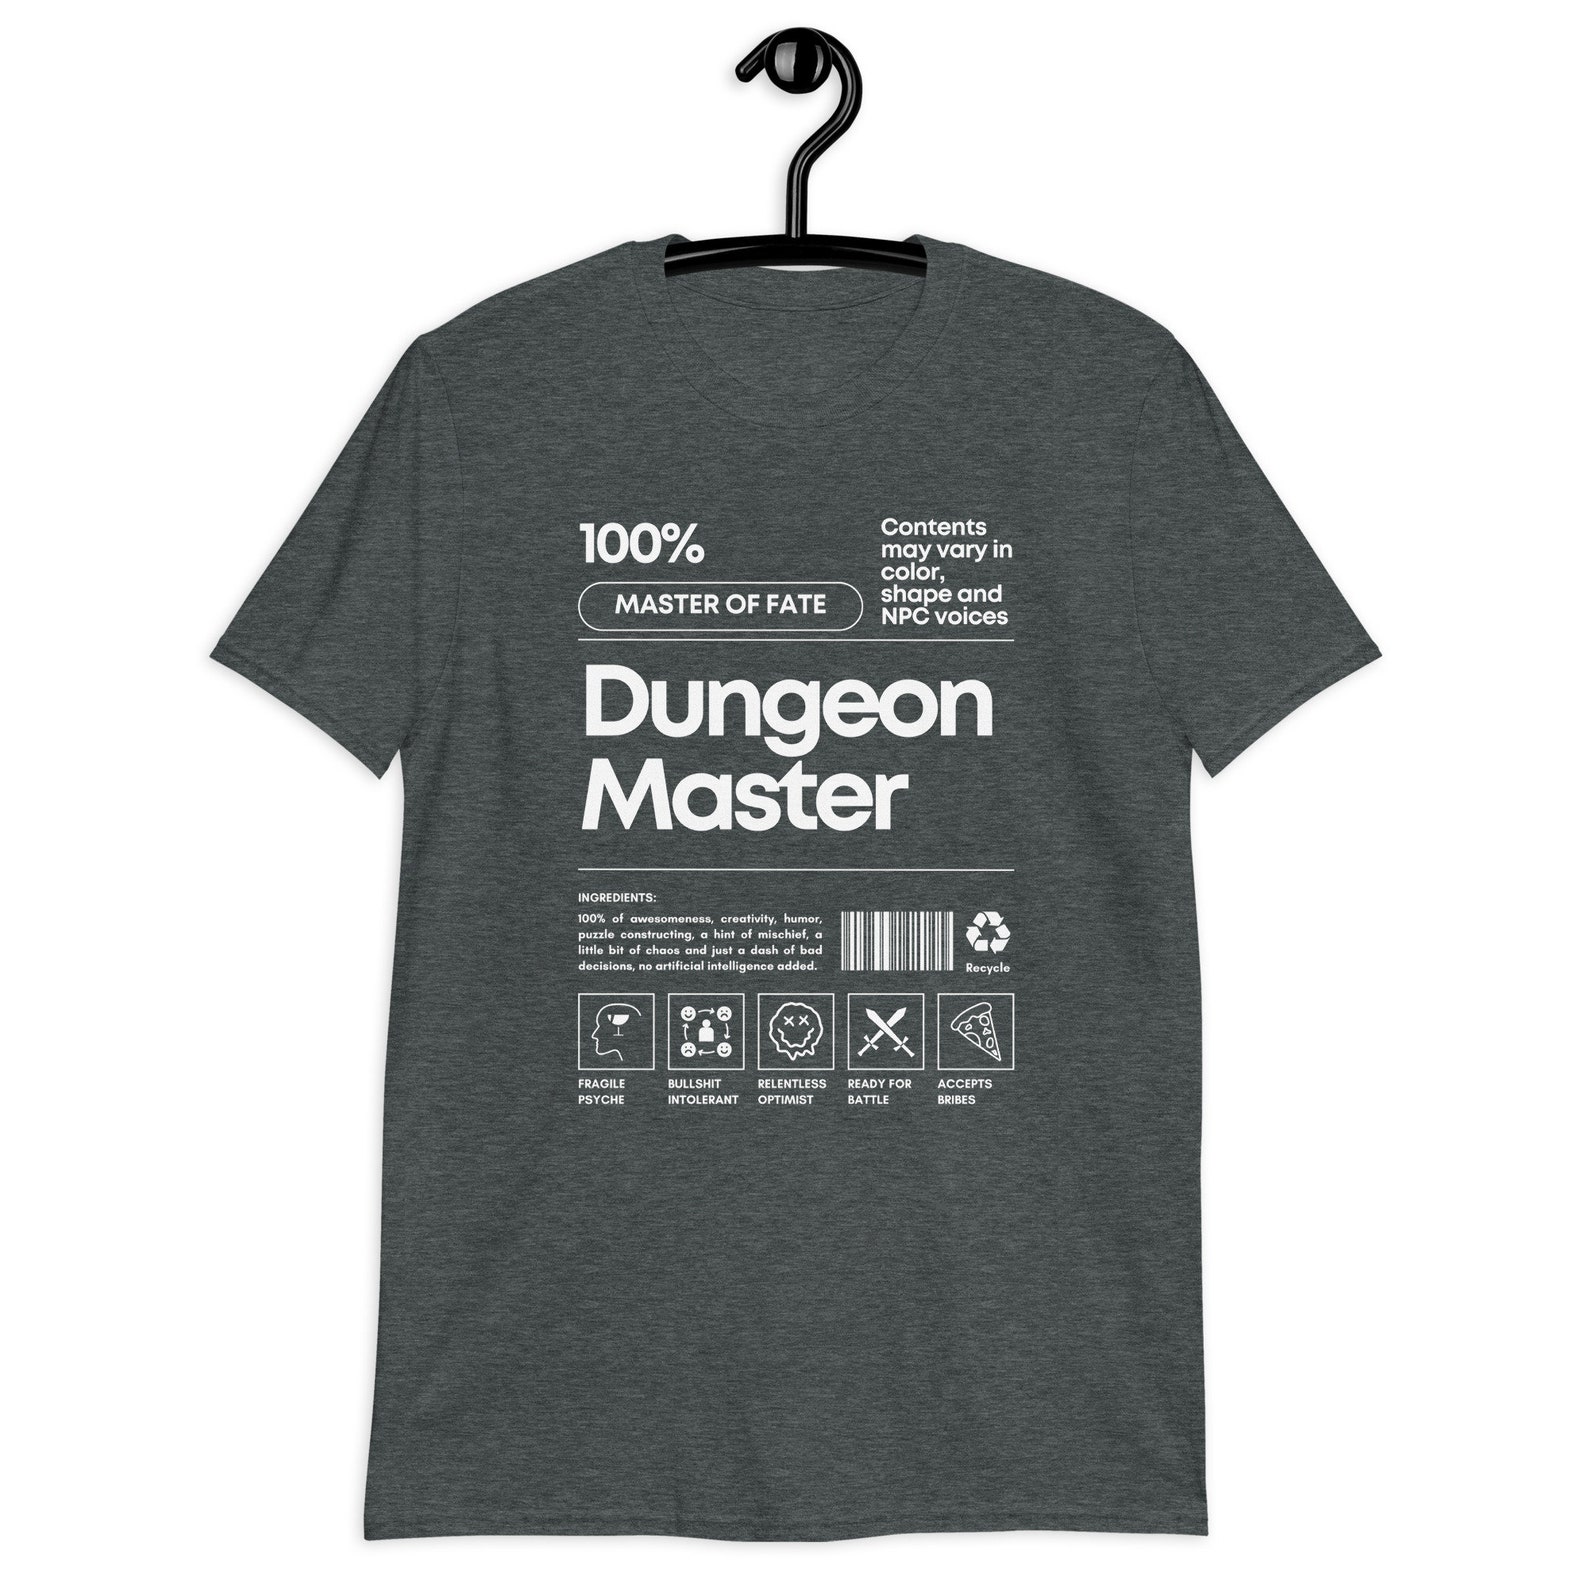 100%
MASTER OF FATE
Contents
may vary in
color,
shape and
NPC voices
Dungeon
Master
INGREDIENTS:
100% of awesomeness, creativity, humor,
puzzle constructing, a hint of mischief, a
little bit of chaos and just a dash of bad
decisions, no artificial intelligence added.
Recycle
FRAGILE
PSYCHE
BULLSHIT
INTOLERANT
RELENTLESS
OPTIMIST
READY FOR
BATTLE
ACCEPTS
BRIBES